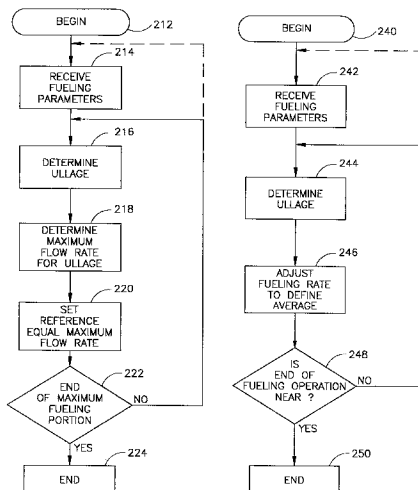 BEGIN
212
214
RECEIVE
FUELING
PARAMETERS
216
DETERMINE
ULLAGE
218
DETERMINE
MAXIMUM
FLOW RATE
FOR ULLAGE
220
SET
REFERENCE
EQUAL MAXIMUM
FLOW RATE
222
END
OF MAXIMUM
FUELING
PORTION
NO
YES
224
END
BEGIN
240
242
RECEIVE
FUELING
PARAMETERS
244
DETERMINE
ULLAGE
246
ADJUST
FUELING RATE
TO DEFINE
AVERAGE
248
IS
END OF
FUELING OPERATION
NEAR ?
NO
YES
250
END